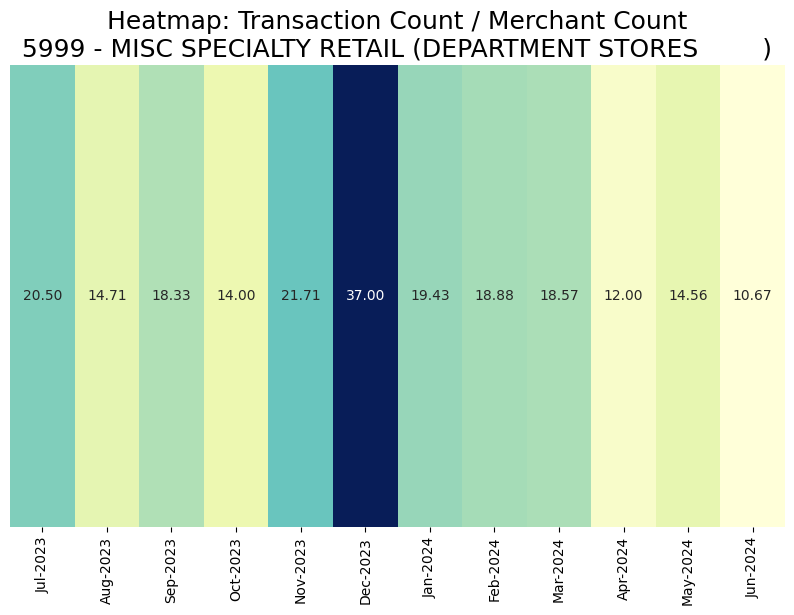 Heatmap: Transaction Count / Merchant Count
5999 - MISC SPECIALTY RETAIL (DEPARTMENT STORES        )
20.50 14.71 18.33 14.00 21.71 37.00 19.43 18.88 18.57 12.00 14.56 10.67
Jul-2023 Aug-2023 Sep-2023 Oct-2023 Nov-2023 Dec-2023 Jan-2024 Feb-2024 Mar-2024 Apr-2024 May-2024 Jun-2024